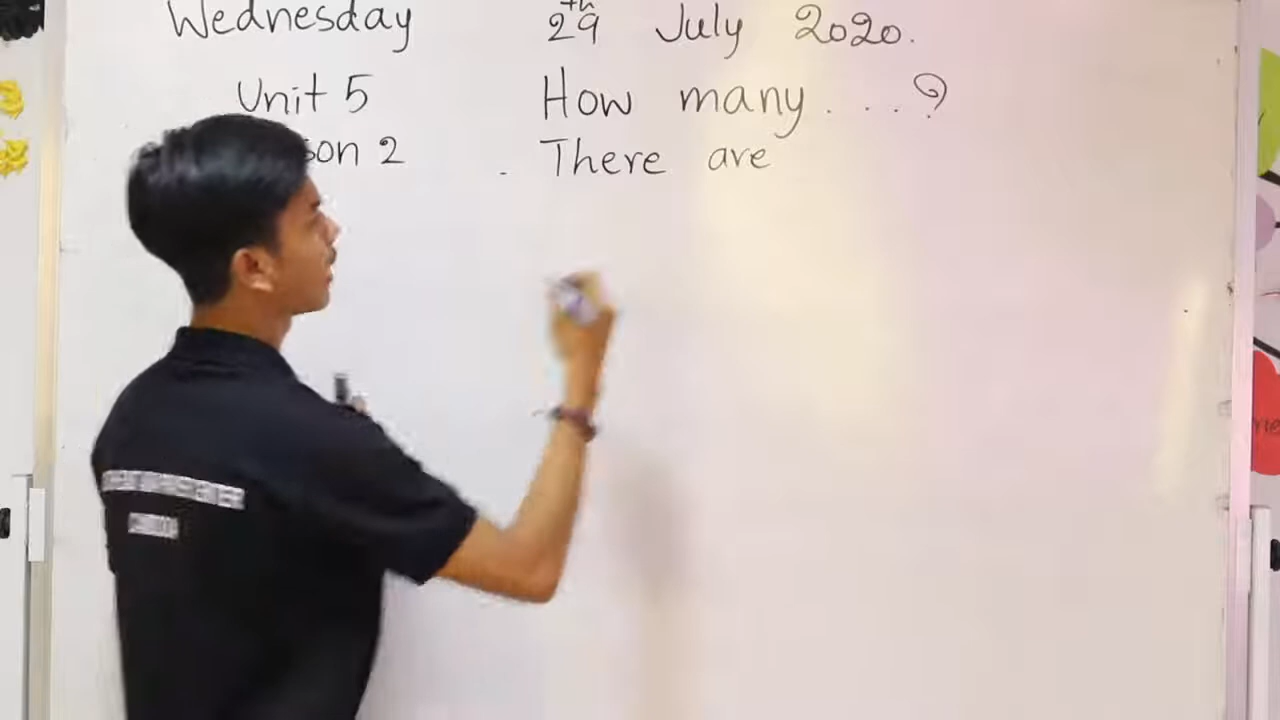 Wednesday 29th July 2020.
Unit 5 How many . . . ?
son 2 . There are